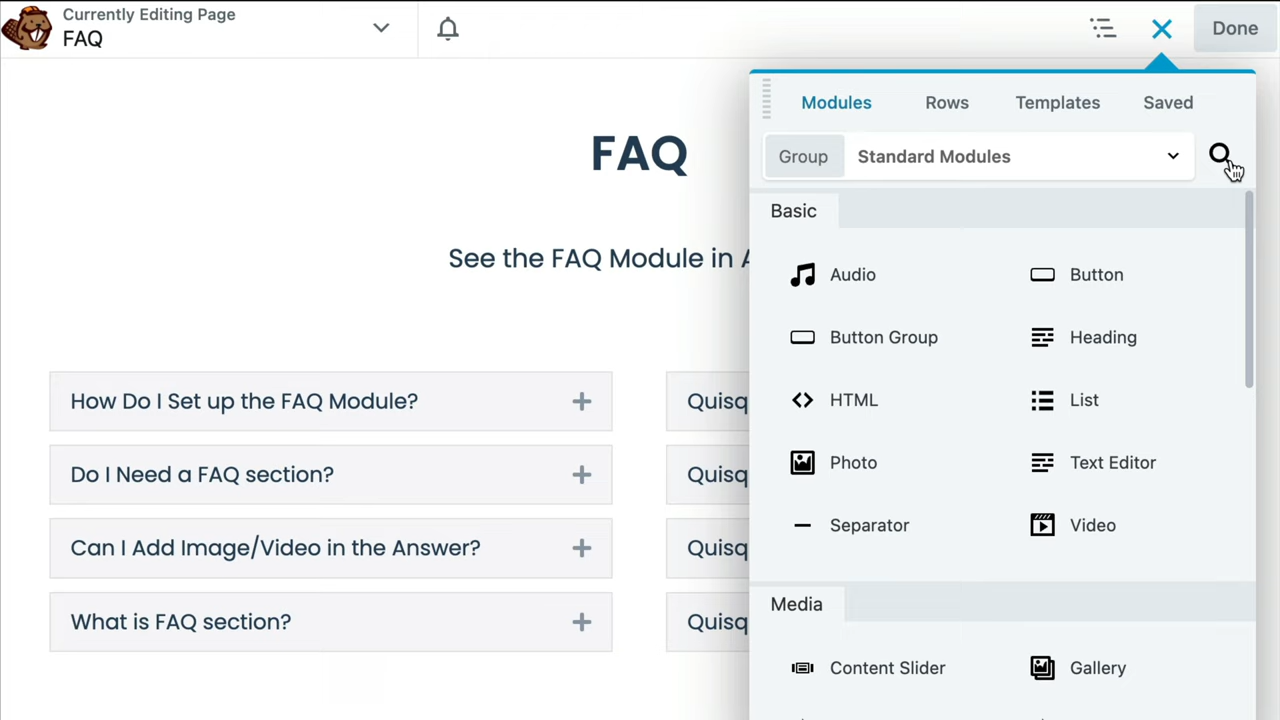 Currently Editing Page
FAQ
Done
Modules Rows Templates Saved
Group Standard Modules
Basic
Audio Button
Button Group Heading
HTML List
Photo Text Editor
Separator Video
Media
Content Slider Gallery
FAQ
See the FAQ Module in
How Do I Set up the FAQ Module? +
Do I Need a FAQ section? +
Can I Add Image/Video in the Answer? +
What is FAQ section? +
Quisq
Quisq
Quisq
Quisq